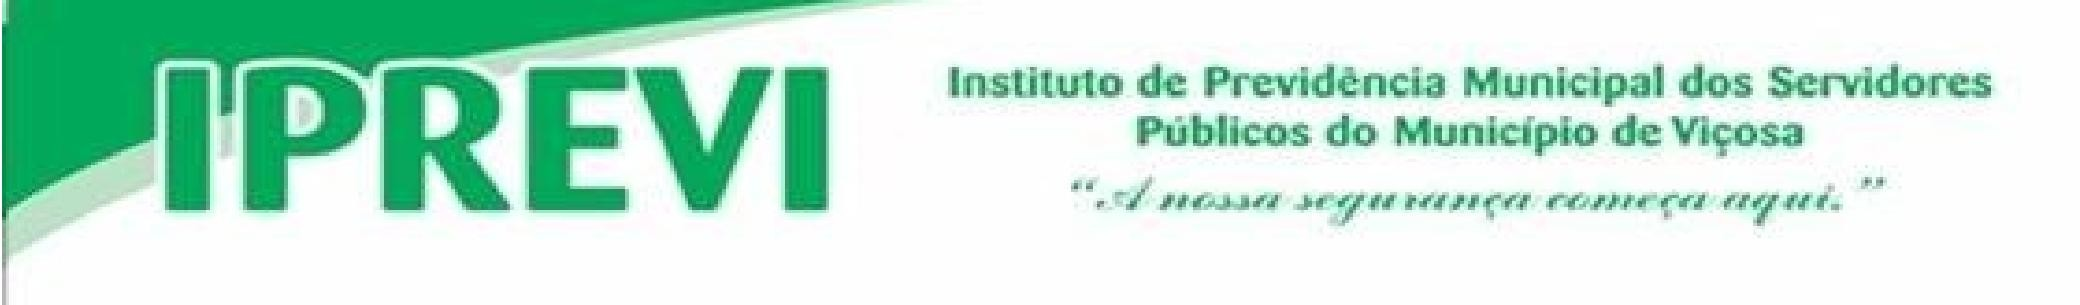 IPREVI
Instituto de Previdência Municipal dos Servidores
Públicos do Município de Viçosa
“A nossa segurança começa aqui.”